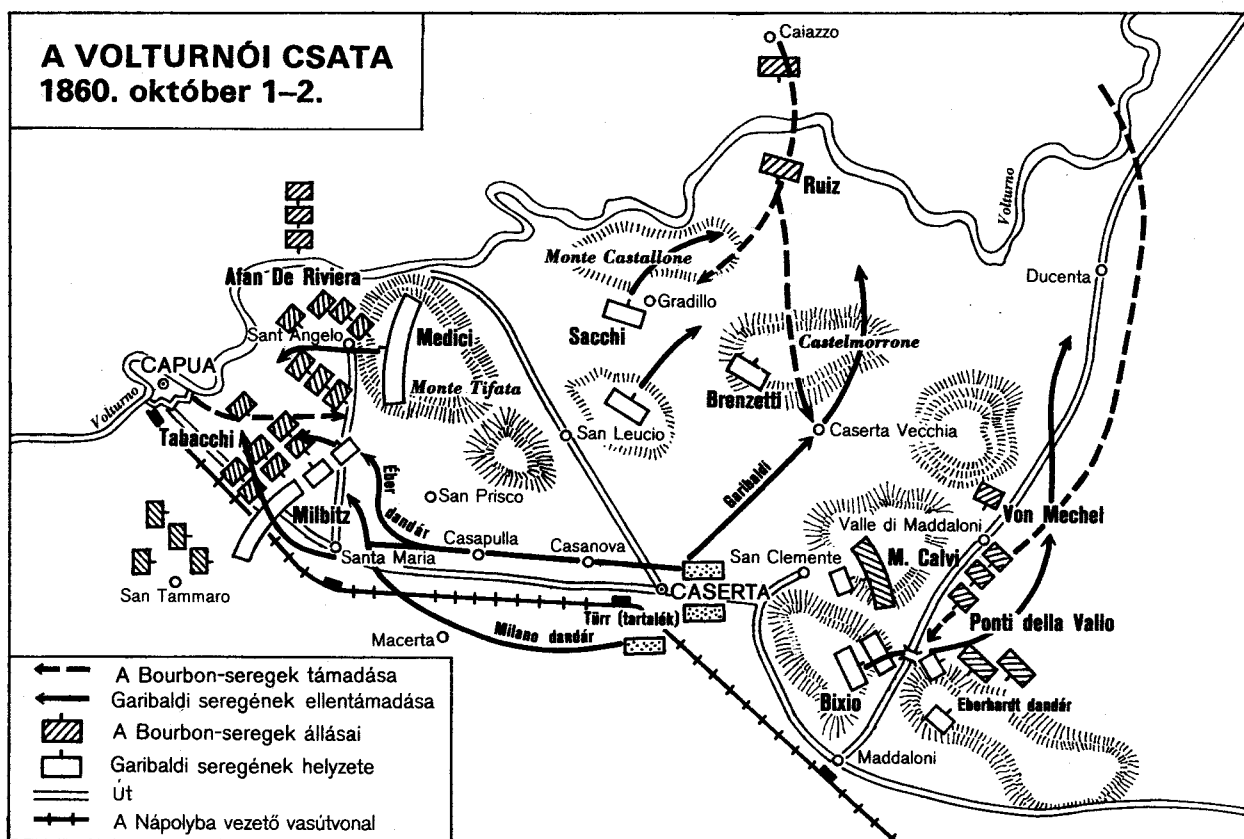 A VOLTURNÓI CSATA
1860. október 1–2.
Caiazzo
Ruiz
Volturno
Monte Castallone
Ducenta
Afán De Riviera
Gradillo
Sant Angelo
Medici
Sacchi
Castelmorrone
CAPUA
Monte Tifata
Brenzetti
Volturno
Tabacchi
San Leucio
Caserta Vecchia
Éber
dandár
San Prisco
Garibaldi
Milbitz
Valle di Maddaloni
Von Mechel
Santa Maria
Casapulla
Casanova
San Clemente
M. Calvi
San Tammaro
CASERTA
Türr (tartalék)
Milano dandár
Macerta
Ponti della Vallo
Bixio
Eberhardt dandár
Maddaloni
A Bourbon-seregek támadása
Garibaldi seregének ellentámadása
A Bourbon-seregek állásai
Garibaldi seregének helyzete
Út
A Nápolyba vezető vasútvonal